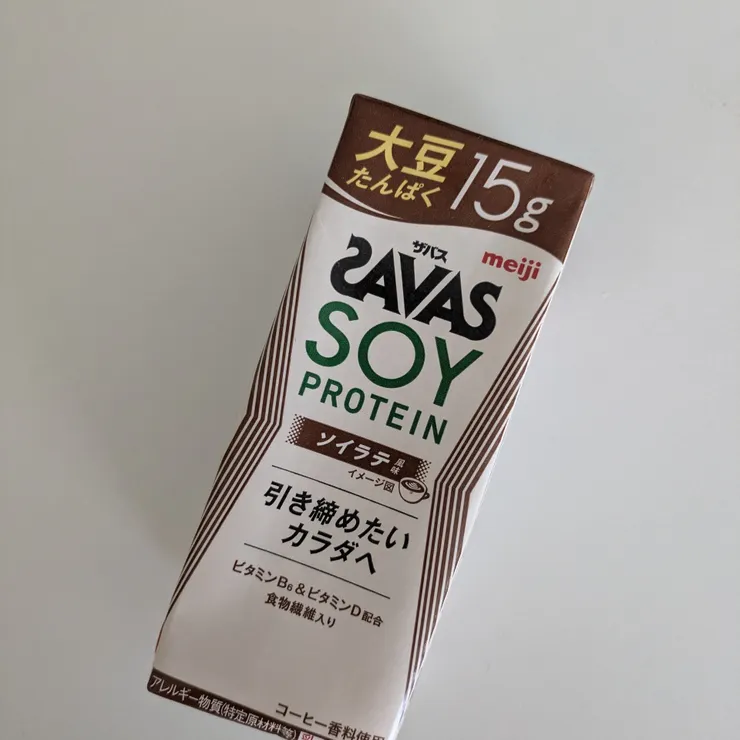 大豆
たんぱく 15g
ザバス
SAVAS
meiji
SOY
PROTEIN
ソイラテ風味
イメージ図
引き締めたい
カラダへ
ビタミンB₆&ビタミンD配合
食物繊維入り
アレルギー物質(特定原材料等)
コーヒー香料使用